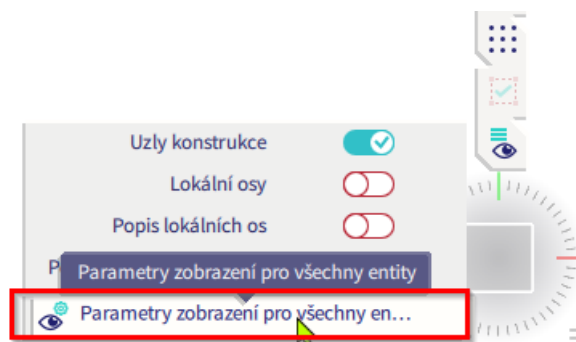 Uzly konstrukce
Lokální osy
Popis lokálních os
P
Parametry zobrazení pro všechny entity
Parametry zobrazení pro všechny en...